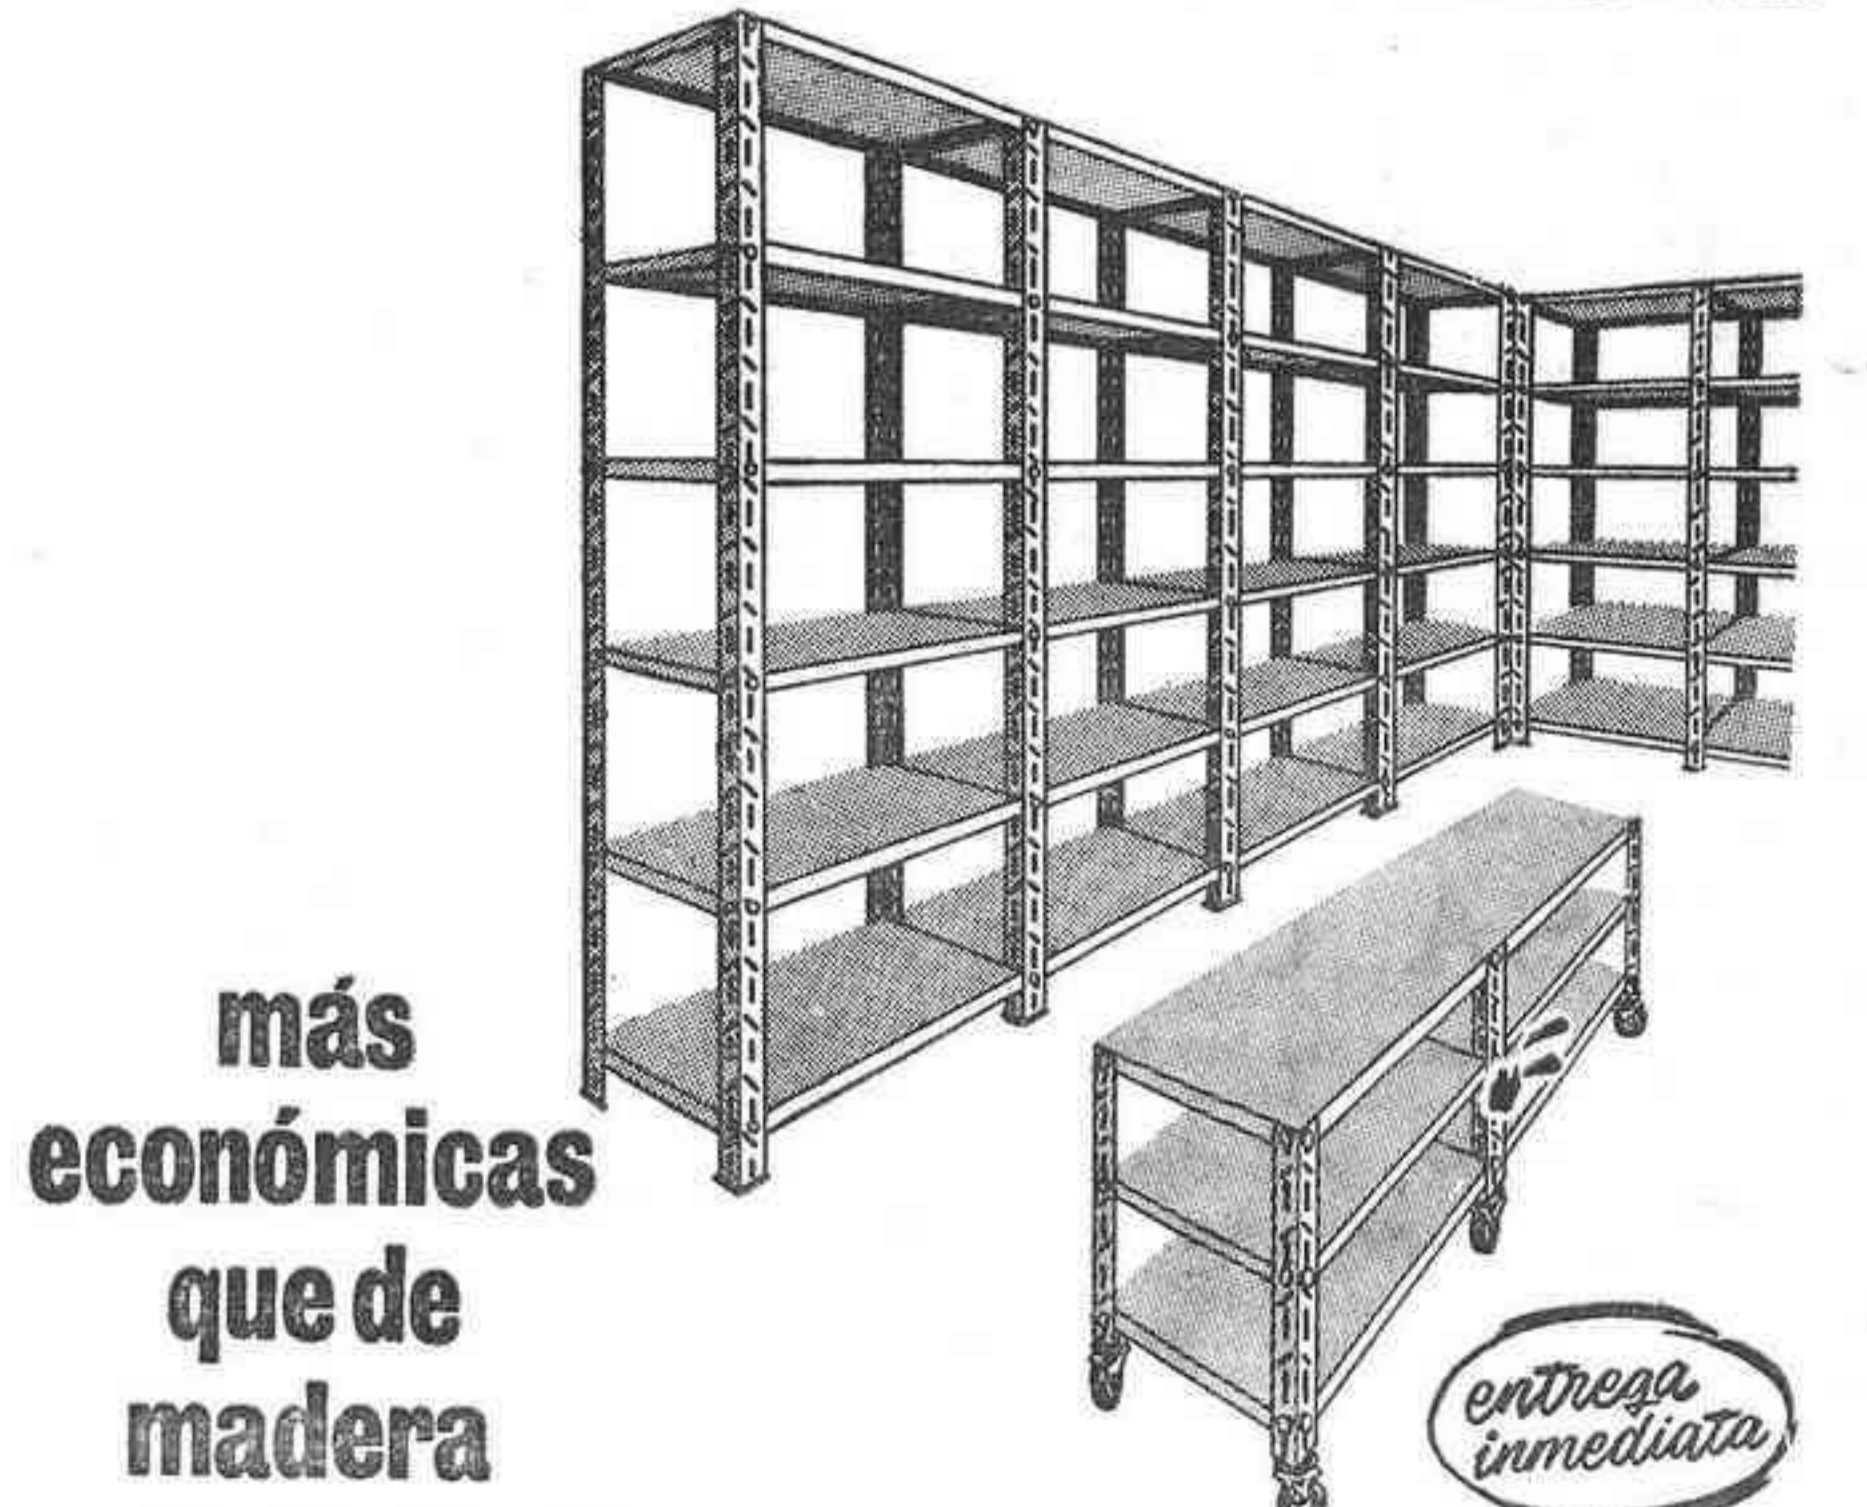 más
económicas
que de
madera
entrega
inmediata